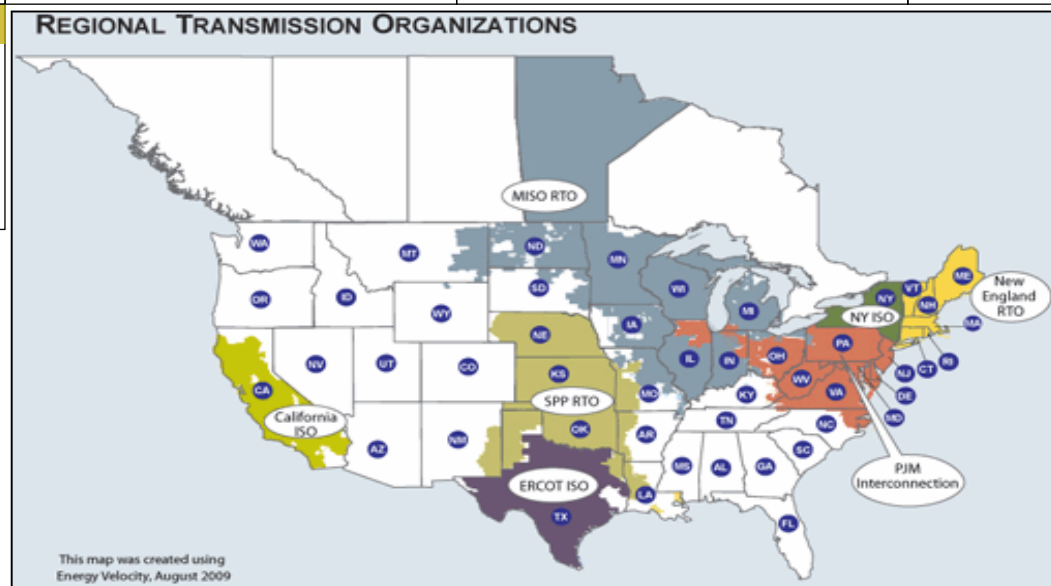 REGIONAL TRANSMISSION ORGANIZATIONS
MISO RTO
WA
MT
ND
MN
OR
ID
SD
WI
WY
MI
IA
NE
NV
UT
CO
CA
KS
IL
IN
OH
PA
NY
VT
NH
ME
New
England
RTO
NY ISO
MA
RI
CT
NJ
DE
MD
WV
VA
KY
MO
SPP RTO
California
ISO
AZ
NM
OK
AR
TN
NC
SC
MS
AL
GA
LA
FL
PJM
Interconnection
ERCOT ISO
TX
This map was created using
Energy Velocity, August 2009